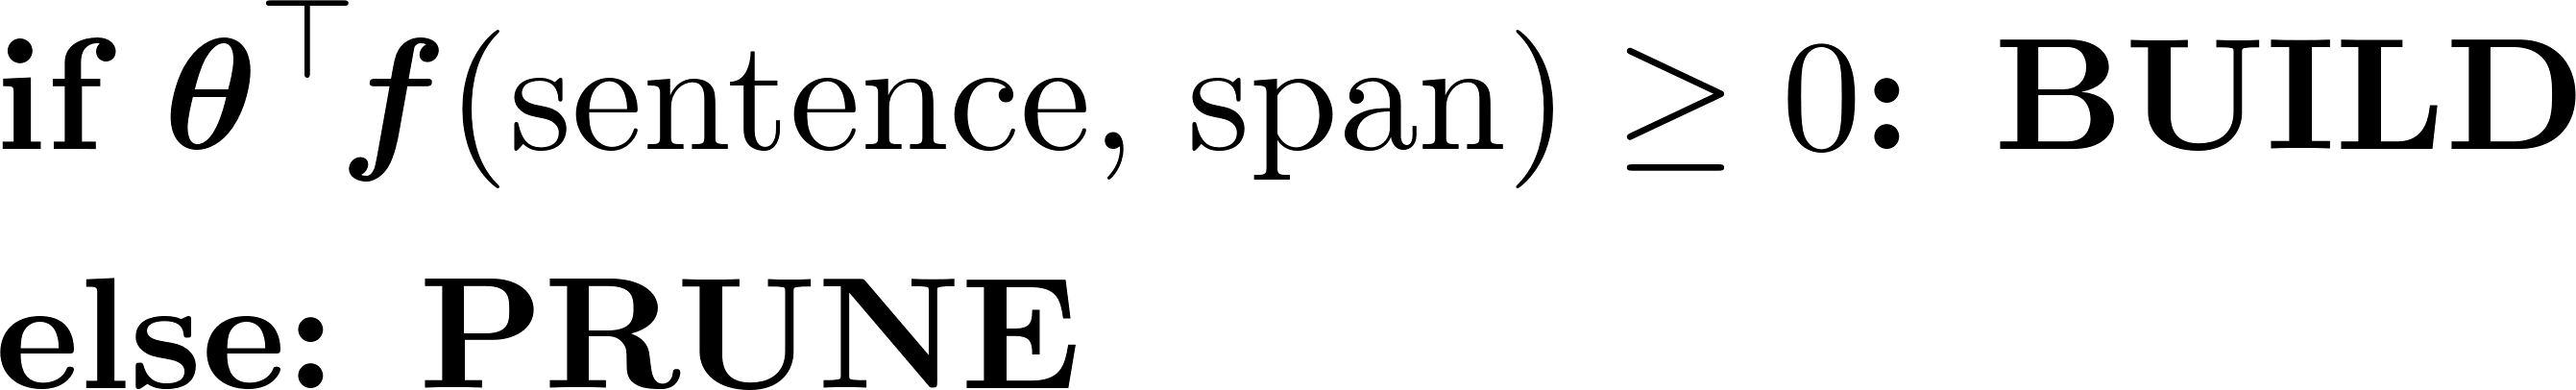 if θ⊤f(sentence, span) ≥ 0: BUILD
else: PRUNE